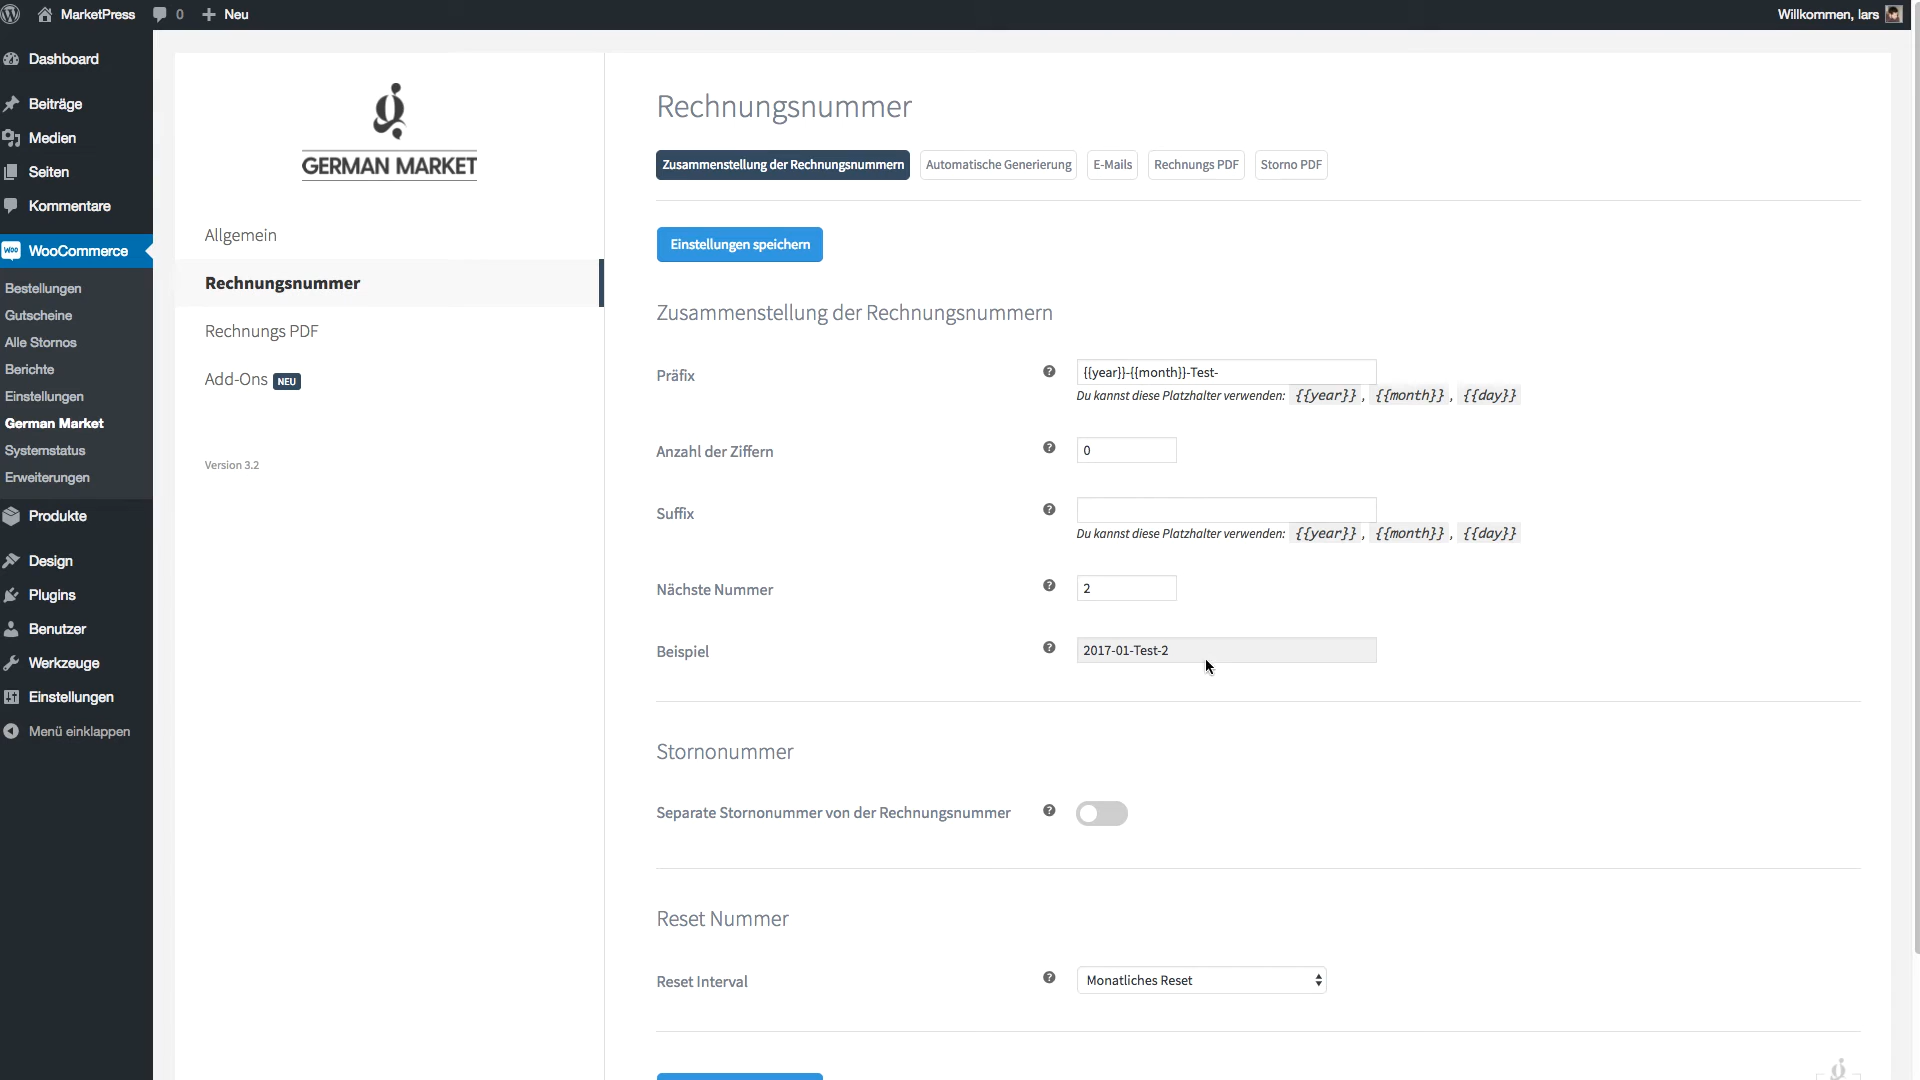 MarketPress 0 Neu Willkommen, lars
Dashboard
Beiträge
Medien
Seiten
Kommentare
WOO WooCommerce
Bestellungen
Gutscheine
Alle Stornos
Berichte
Einstellungen
German Market
Systemstatus
Erweiterungen
Produkte
Design
Plugins
Benutzer
Werkzeuge
Einstellungen
Menü einklappen
GERMAN MARKET
Allgemein
Rechnungsnummer
Rechnungs PDF
Add-Ons NEU
Version 3.2
Rechnungsnummer
Zusammenstellung der Rechnungsnummern Automatische Generierung E-Mails Rechnungs PDF Storno PDF
Einstellungen speichern
Zusammenstellung der Rechnungsnummern
Präfix ? {{year}}-{{month}}-Test-
Du kannst diese Platzhalter verwenden: {{year}} , {{month}} , {{day}}
Anzahl der Ziffern ? 0
Suffix ?
Du kannst diese Platzhalter verwenden: {{year}} , {{month}} , {{day}}
Nächste Nummer ? 2
Beispiel ? 2017-01-Test-2
Stornonummer
Separate Stornonummer von der Rechnungsnummer ?
Reset Nummer
Reset Interval ? Monatliches Reset